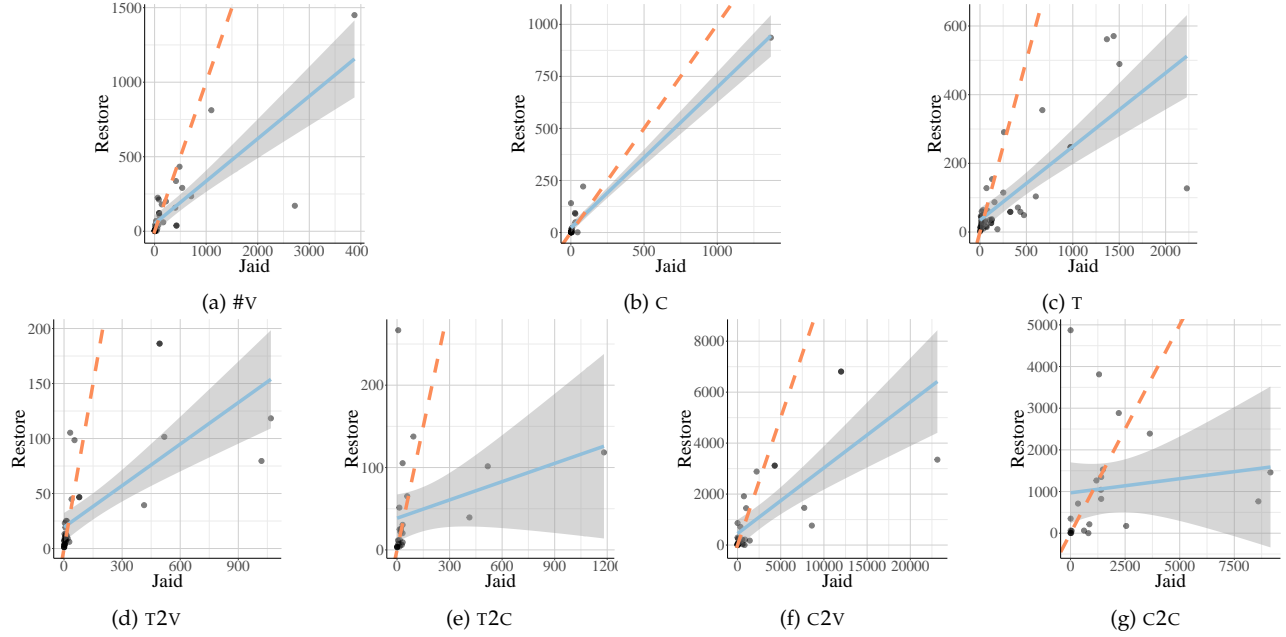 1500
1000
500
0
Restore
0 1000 2000 3000 400
Jaid
(a) #V
1000
750
500
250
0
Restore
0 500 1000
Jaid
(b) C
600
400
200
0
Restore
0 500 1000 1500 2000
Jaid
(c) T
200
150
100
50
0
Restore
0 300 600 900
Jaid
(d) T2V
200
100
0
Restore
0 300 600 900 1200
Jaid
(e) T2C
8000
6000
4000
2000
0
Restore
0 5000 10000 15000 20000
Jaid
(f) C2V
5000
4000
3000
2000
1000
0
Restore
0 2500 5000 7500
Jaid
(g) C2C